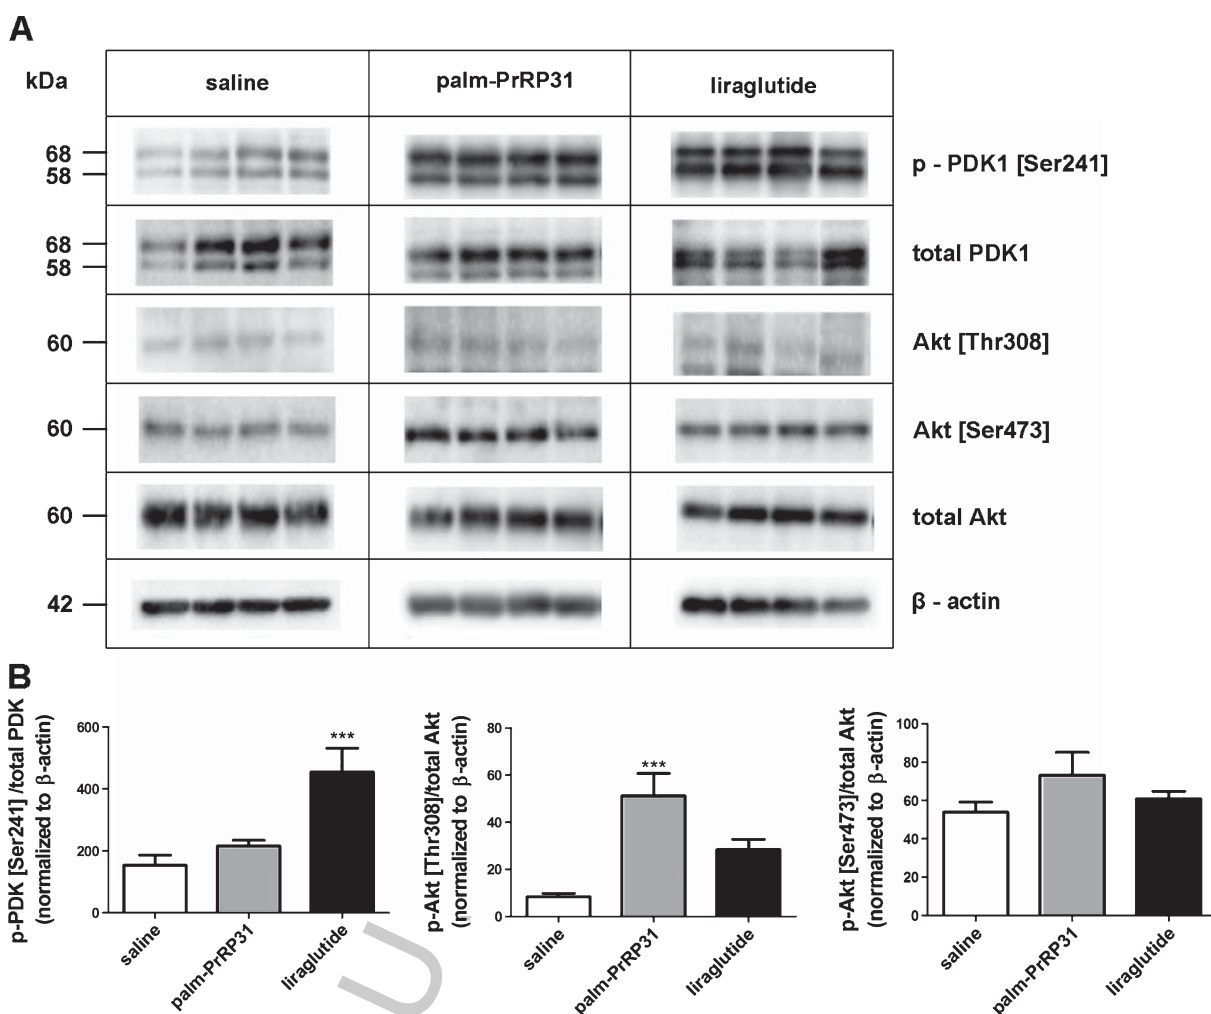 A
kDa
saline
palm-PrRP31
liraglutide
68
58
p - PDK1 [Ser241]
68
58
total PDK1
60
Akt [Thr308]
60
Akt [Ser473]
60
total Akt
42
β - actin
B
p-PDK [Ser241] /total PDK
(normalized to β-actin)
600
400
200
0
***
saline
palm-PrRP31
liraglutide
p-Akt [Thr308]/total Akt
(normalized to β-actin)
80
60
40
20
0
***
saline
palm-PrRP31
liraglutide
p-Akt [Ser473]/total Akt
(normalized to β-actin)
100
80
60
40
20
0
saline
palm-PrRP31
liraglutide
U